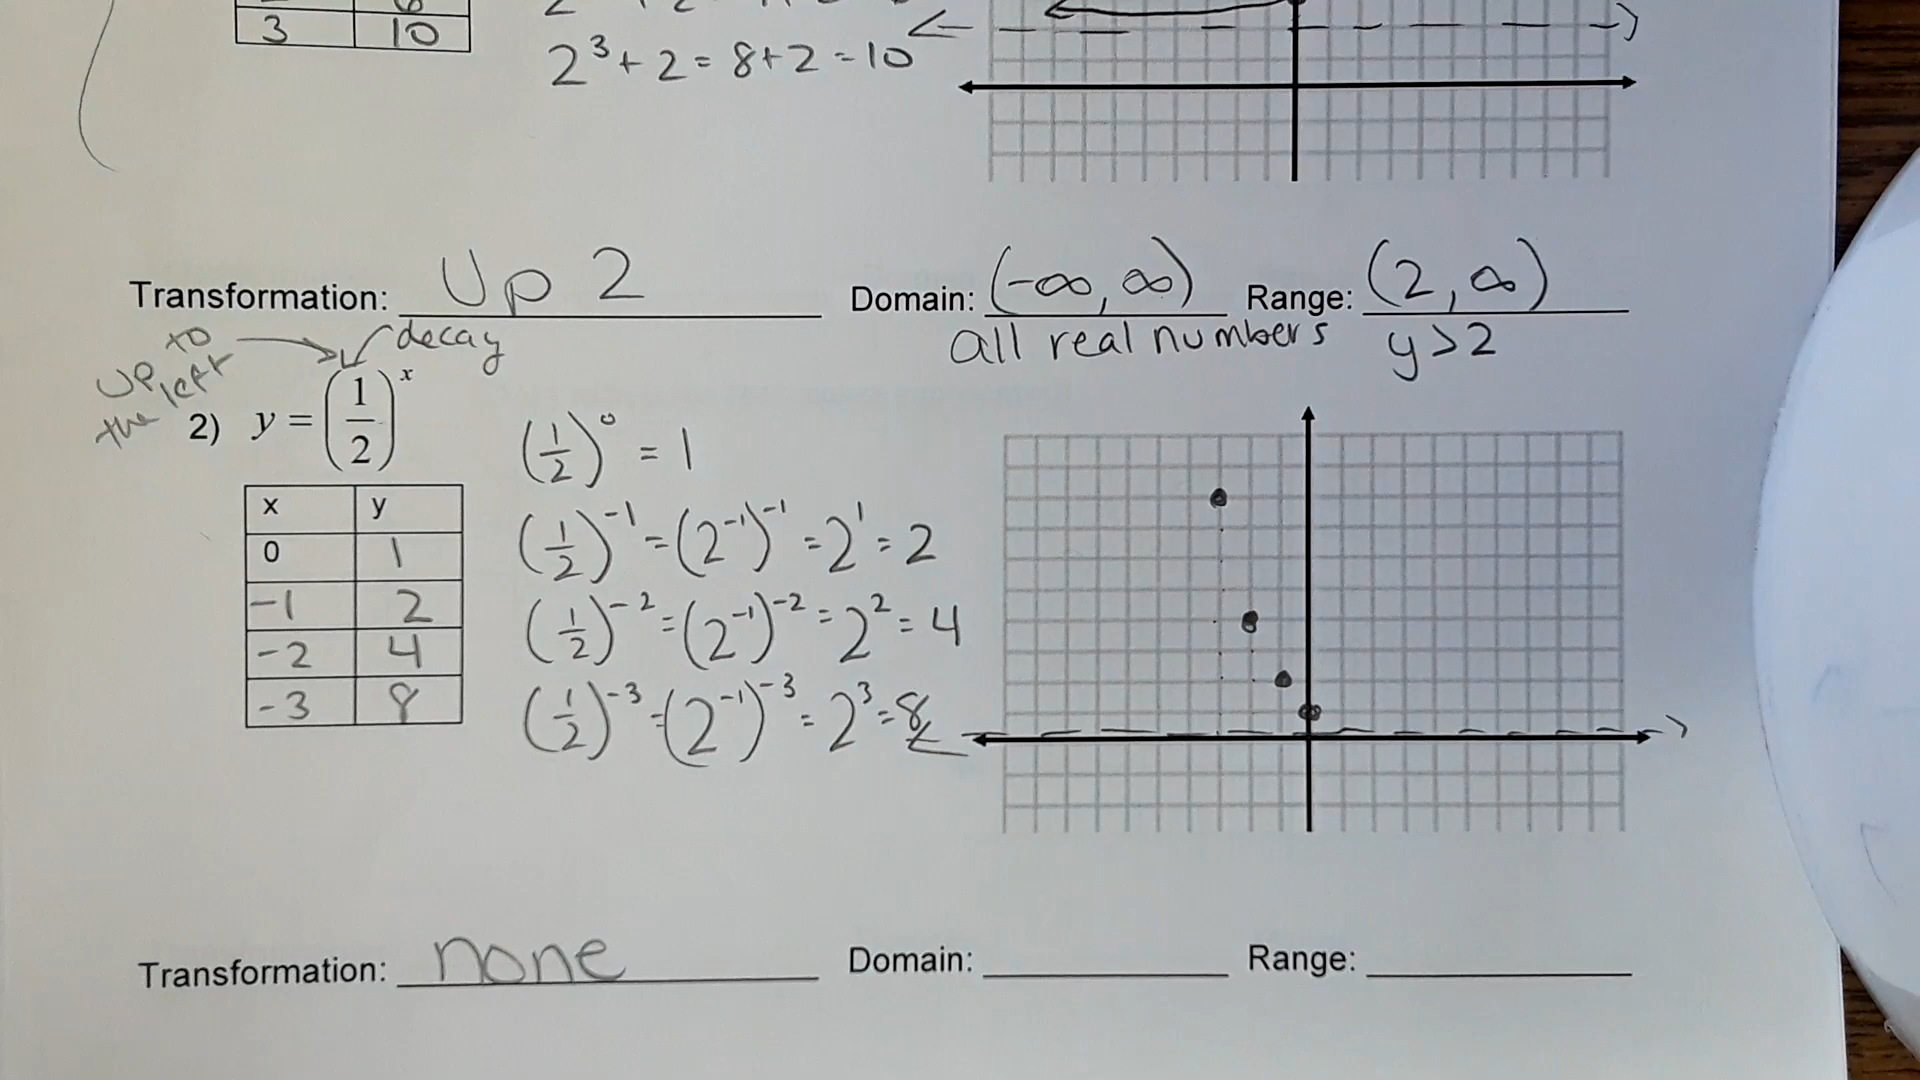 3 10
2³ + 2 = 8 + 2 = 10
Transformation: Up 2 Domain: (-∞, ∞) Range: (2, ∞)
all real numbers y > 2
up to the left
decay
2) y = (1/2)^x
x y
0 1
-1 2
-2 4
-3 8
(1/2)⁰ = 1
(1/2)⁻¹ = (2⁻¹)⁻¹ = 2¹ = 2
(1/2)⁻² = (2⁻¹)⁻² = 2² = 4
(1/2)⁻³ = (2⁻¹)⁻³ = 2³ = 8
Transformation: none Domain: Range: